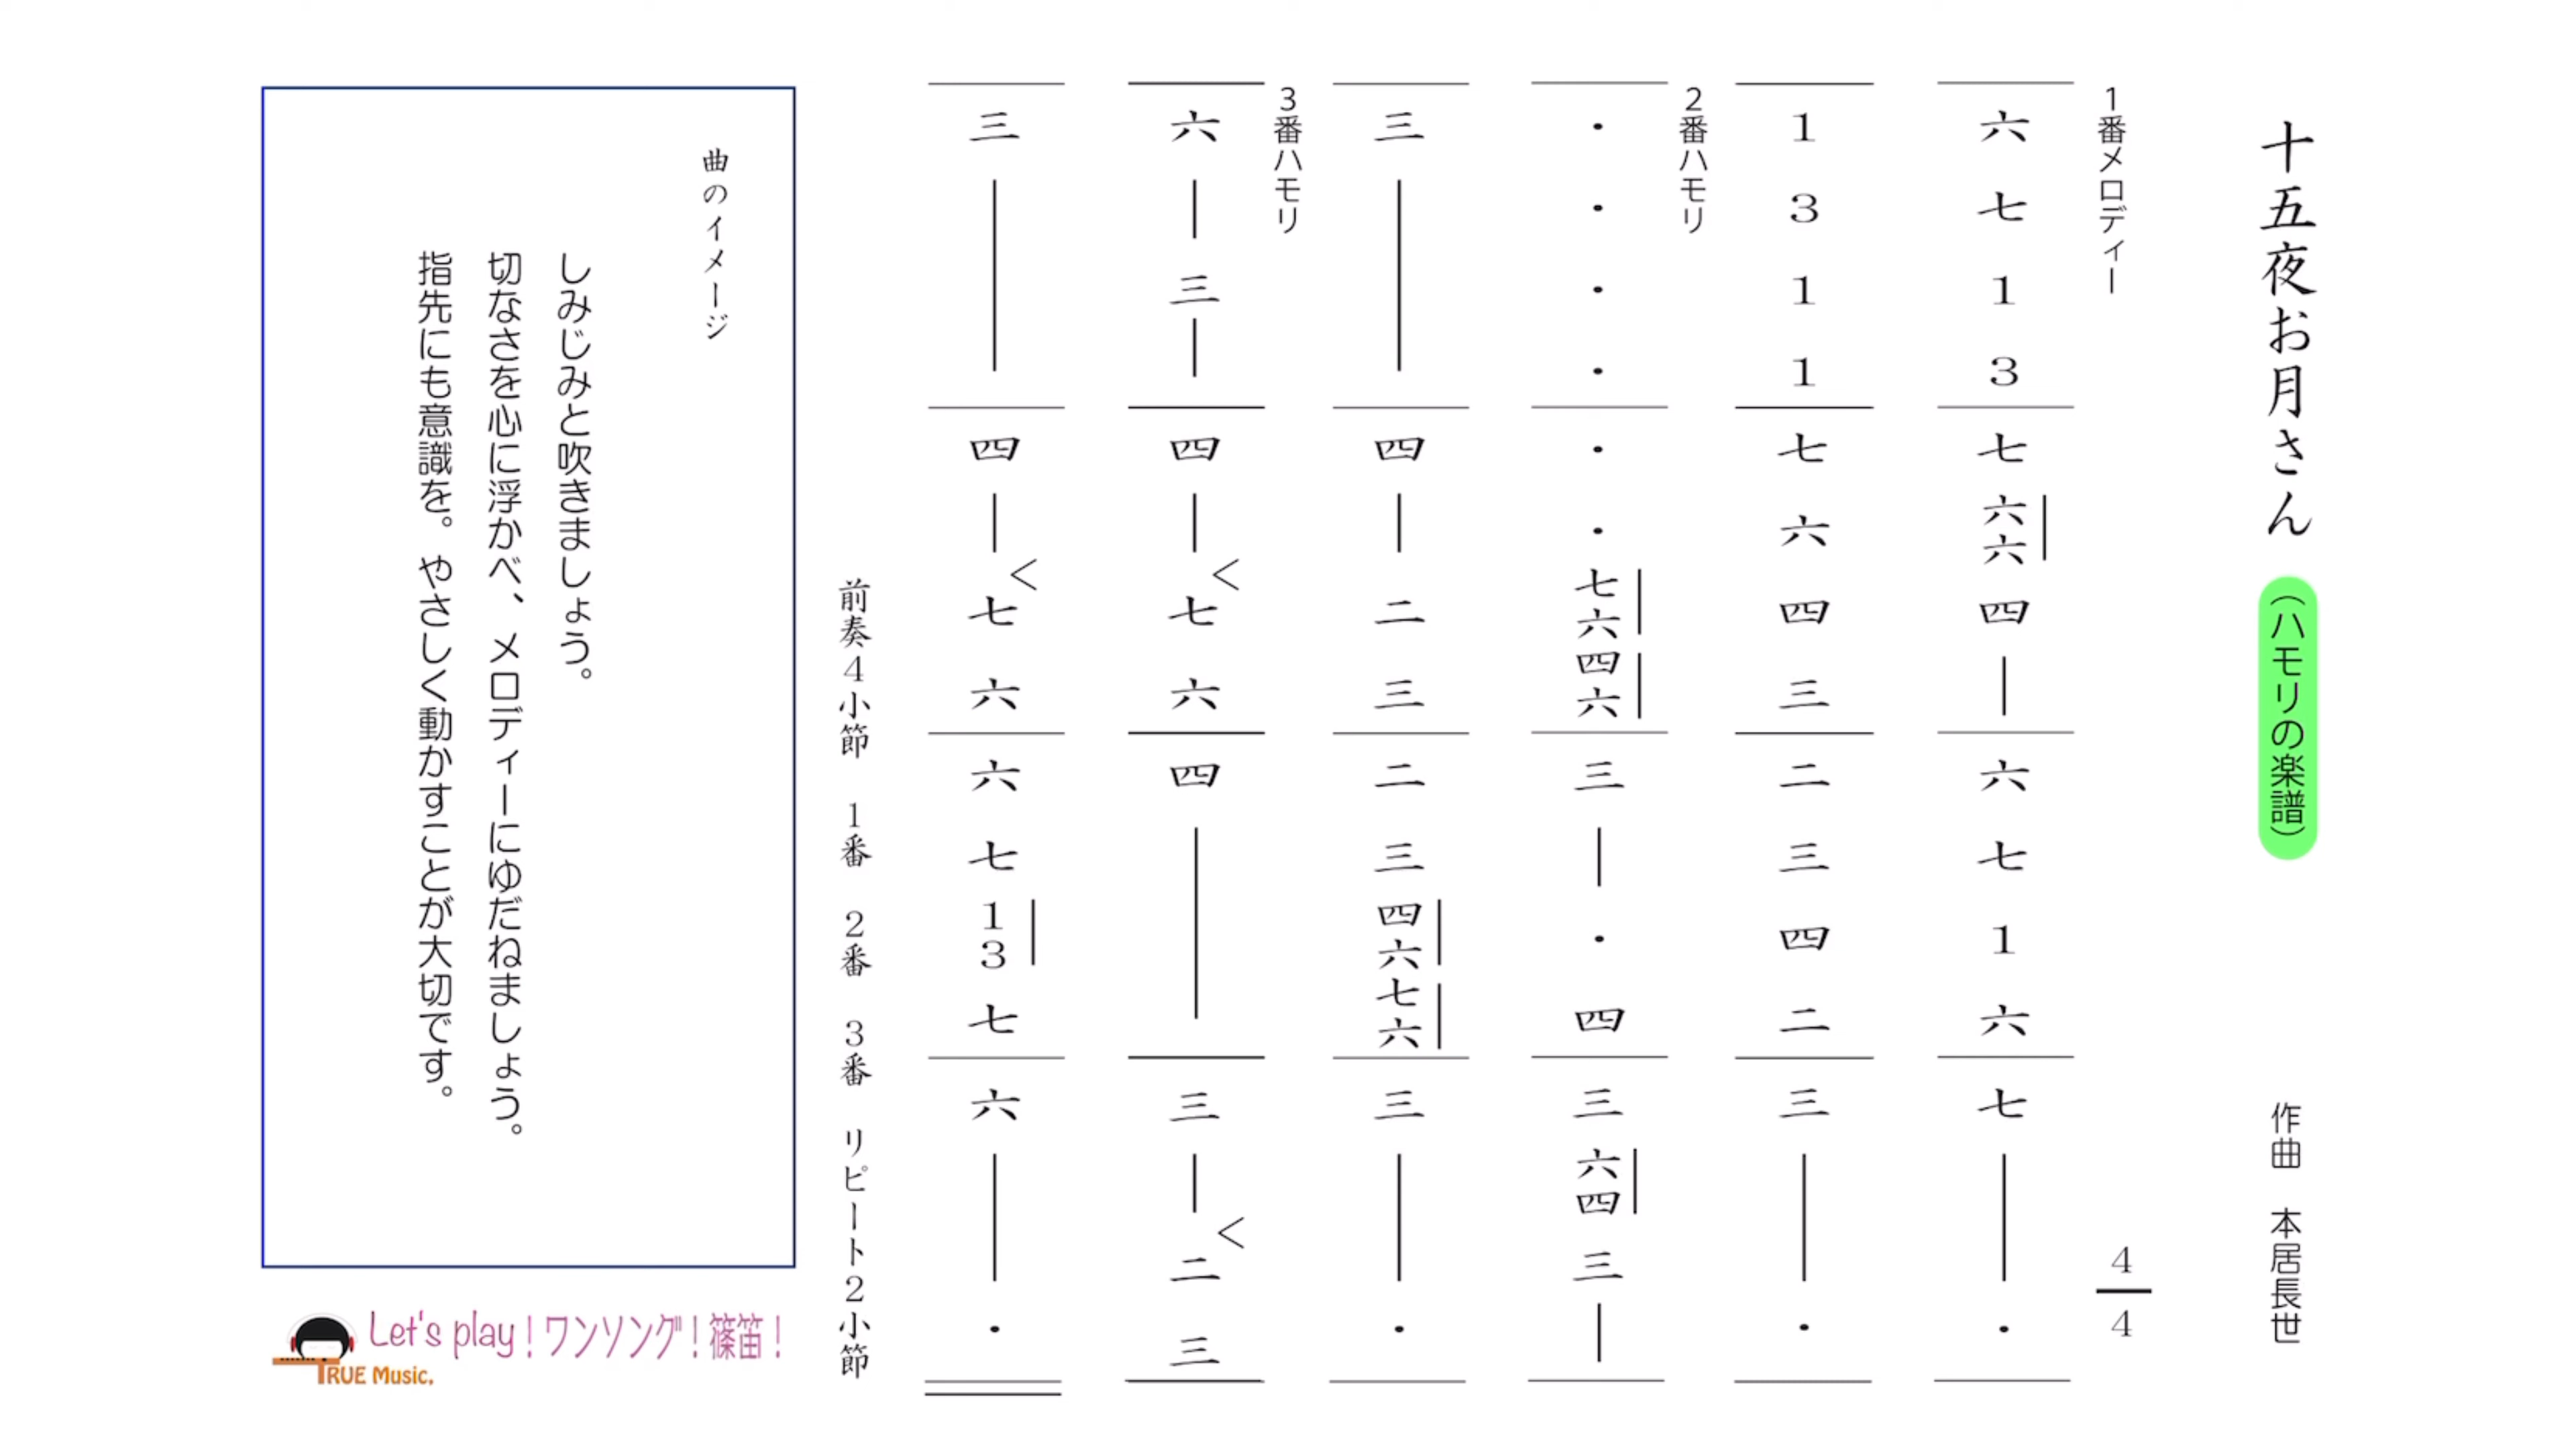 十五夜お月さん（ハモリの楽譜）　作曲　本居長世
4/4
1番メロディー
六七13七六六四｜六七1六七｜・
1311七六四三二三四二三｜・
2番ハモリ
・・・・・・七六四六三｜・四三六四三｜
三｜四｜二三二三四六七六三｜・
3番ハモリ
六｜三｜四｜＜七六四｜三｜＜二三
三｜四｜＜七六六七13七六｜・
前奏4小節　1番　2番　3番　リピート2小節
曲のイメージ
しみじみと吹きましょう。
切なさを心に浮かべ、メロディーにゆだねましょう。
指先にも意識を。やさしく動かすことが大切です。
Let's play！ワンソング！篠笛！
TRUE Music.